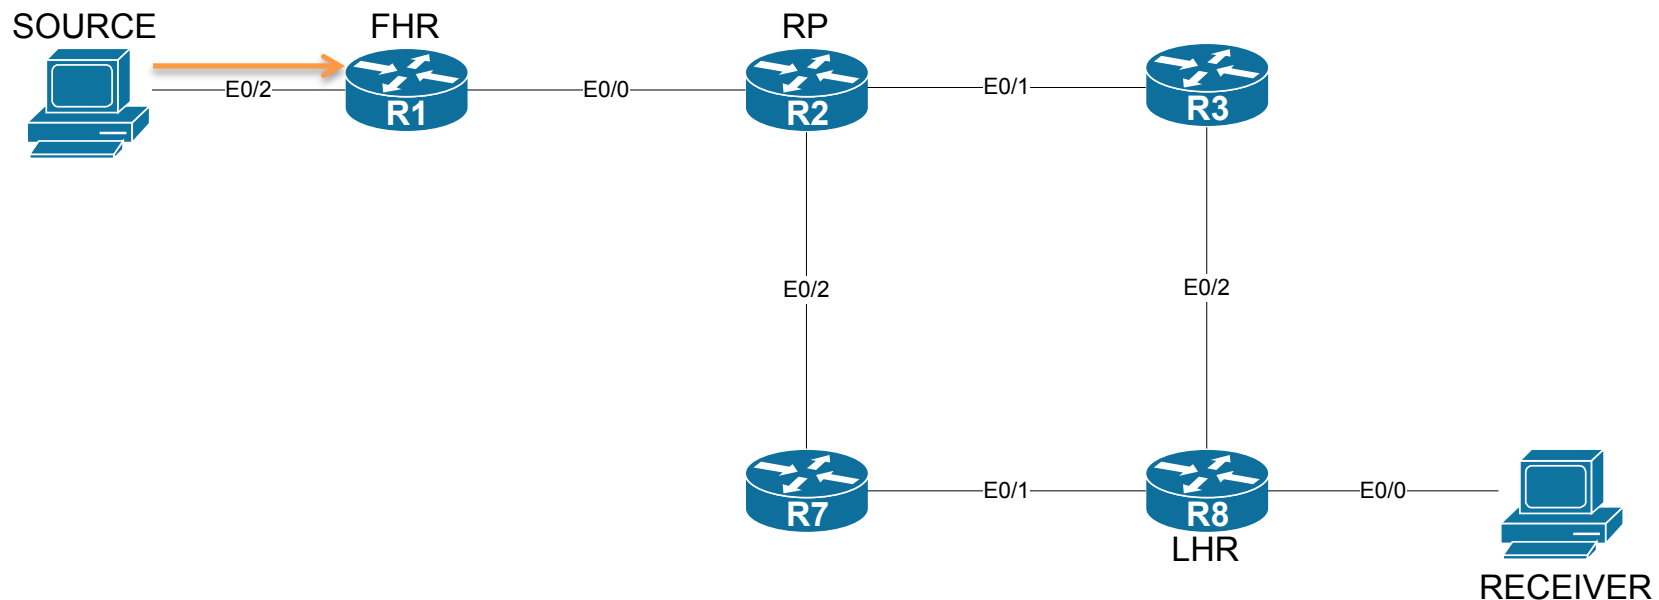 SOURCE
FHR
RP
E0/2
R1
E0/0
R2
E0/1
R3
E0/2
E0/2
R7
E0/1
R8
E0/0
LHR
RECEIVER